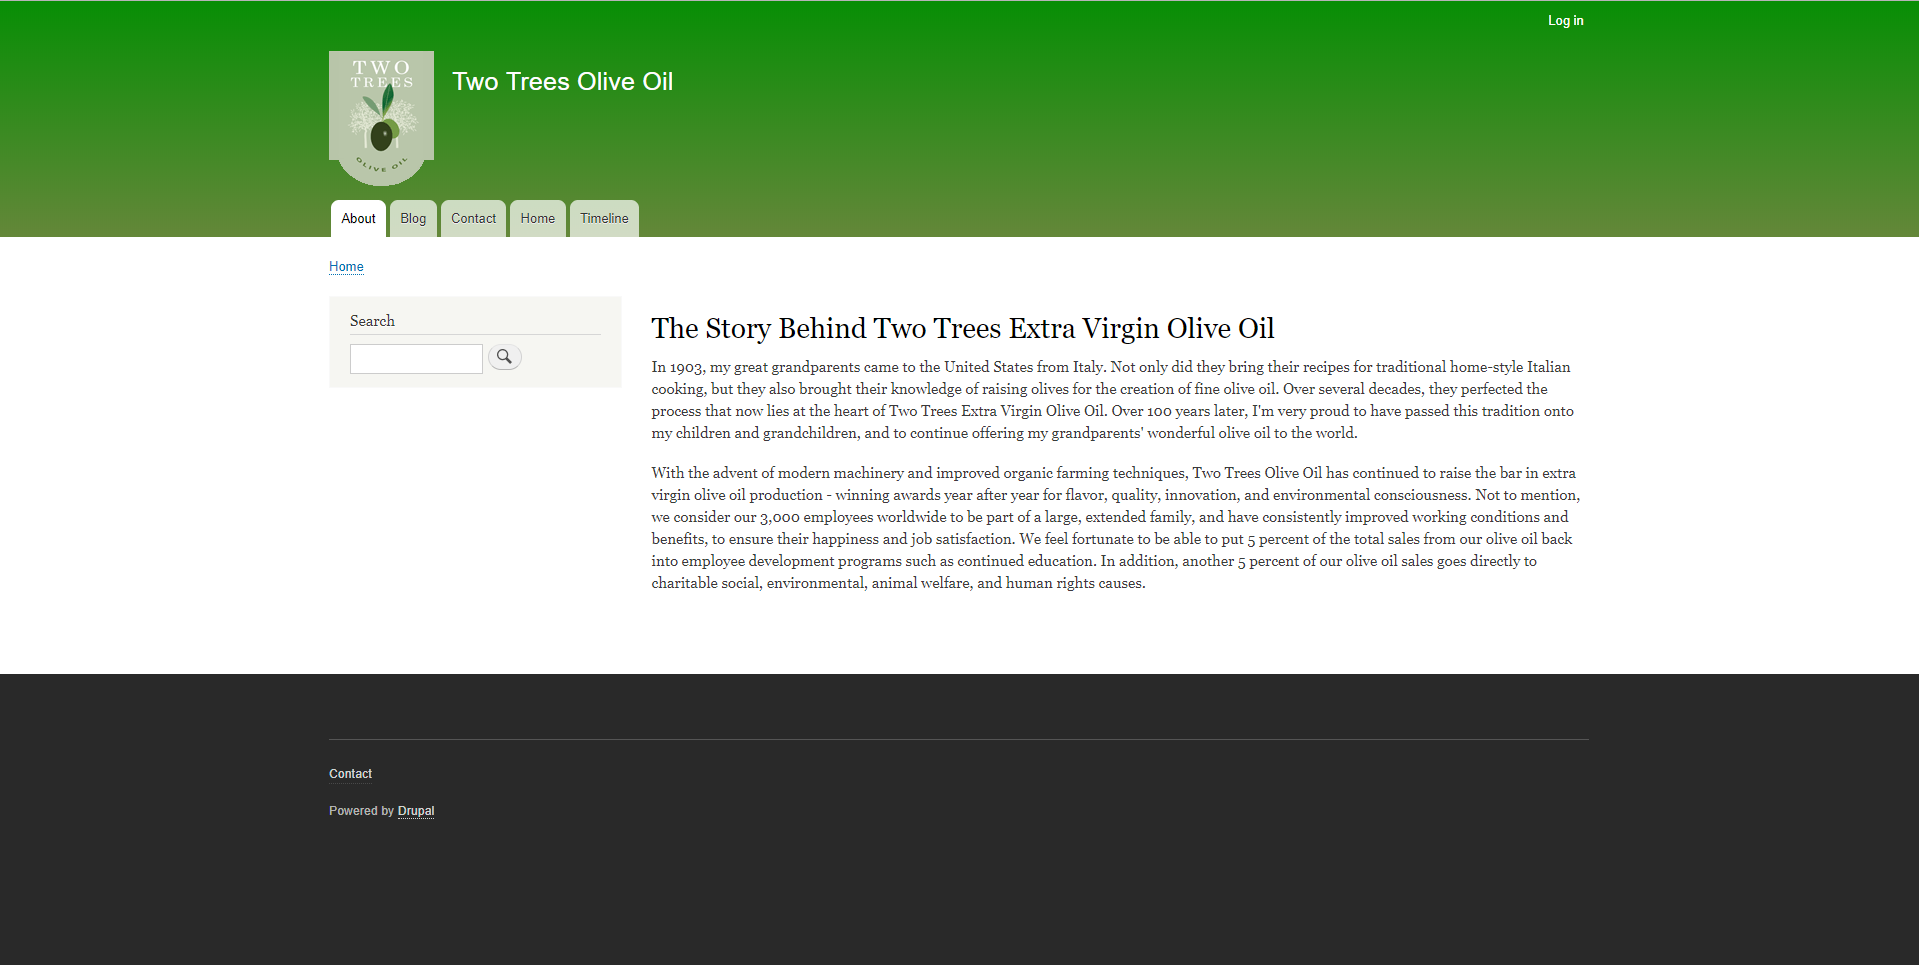 Log in
TWO
TREES
OLIVE OIL
Two Trees Olive Oil
About Blog Contact Home Timeline
Home
Search
The Story Behind Two Trees Extra Virgin Olive Oil
In 1903, my great grandparents came to the United States from Italy. Not only did they bring their recipes for traditional home-style Italian
cooking, but they also brought their knowledge of raising olives for the creation of fine olive oil. Over several decades, they perfected the
process that now lies at the heart of Two Trees Extra Virgin Olive Oil. Over 100 years later, I'm very proud to have passed this tradition onto
my children and grandchildren, and to continue offering my grandparents' wonderful olive oil to the world.
With the advent of modern machinery and improved organic farming techniques, Two Trees Olive Oil has continued to raise the bar in extra
virgin olive oil production - winning awards year after year for flavor, quality, innovation, and environmental consciousness. Not to mention,
we consider our 3,000 employees worldwide to be part of a large, extended family, and have consistently improved working conditions and
benefits, to ensure their happiness and job satisfaction. We feel fortunate to be able to put 5 percent of the total sales from our olive oil back
into employee development programs such as continued education. In addition, another 5 percent of our olive oil sales goes directly to
charitable social, environmental, animal welfare, and human rights causes.
Contact
Powered by Drupal